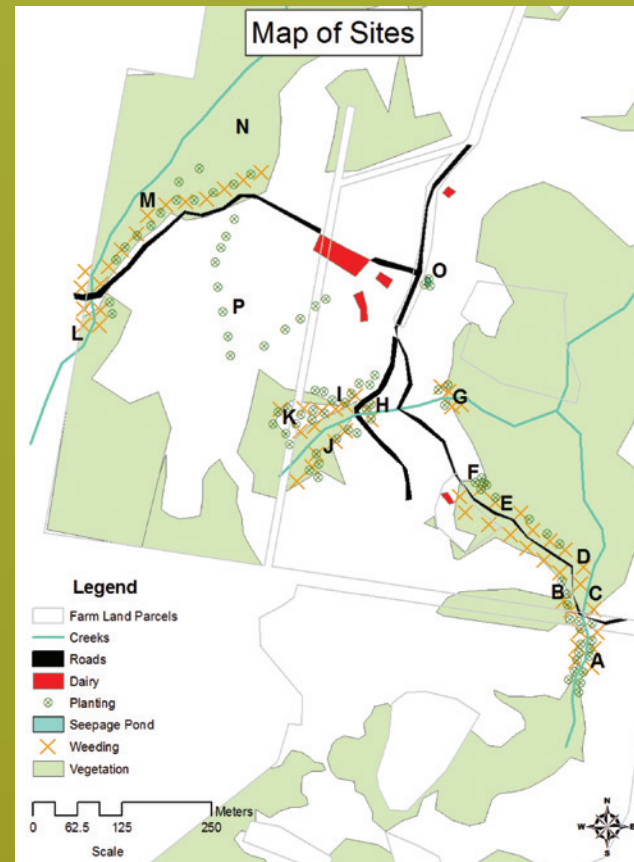 Map of Sites
N
M
O
L
P
G
I
H
K
J
F
E
D
B
C
A
Legend
Farm Land Parcels
Creeks
Roads
Dairy
Planting
Seepage Pond
Weeding
Vegetation
Meters
0 62.5 125 250
Scale
N
W E
S